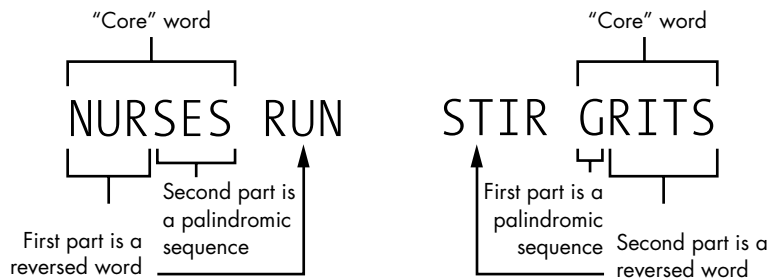 “Core” word
NURSES RUN
First part is a
reversed word
Second part is
a palindromic
sequence
“Core” word
STIR GRITS
First part is a
palindromic
sequence
Second part is a
reversed word